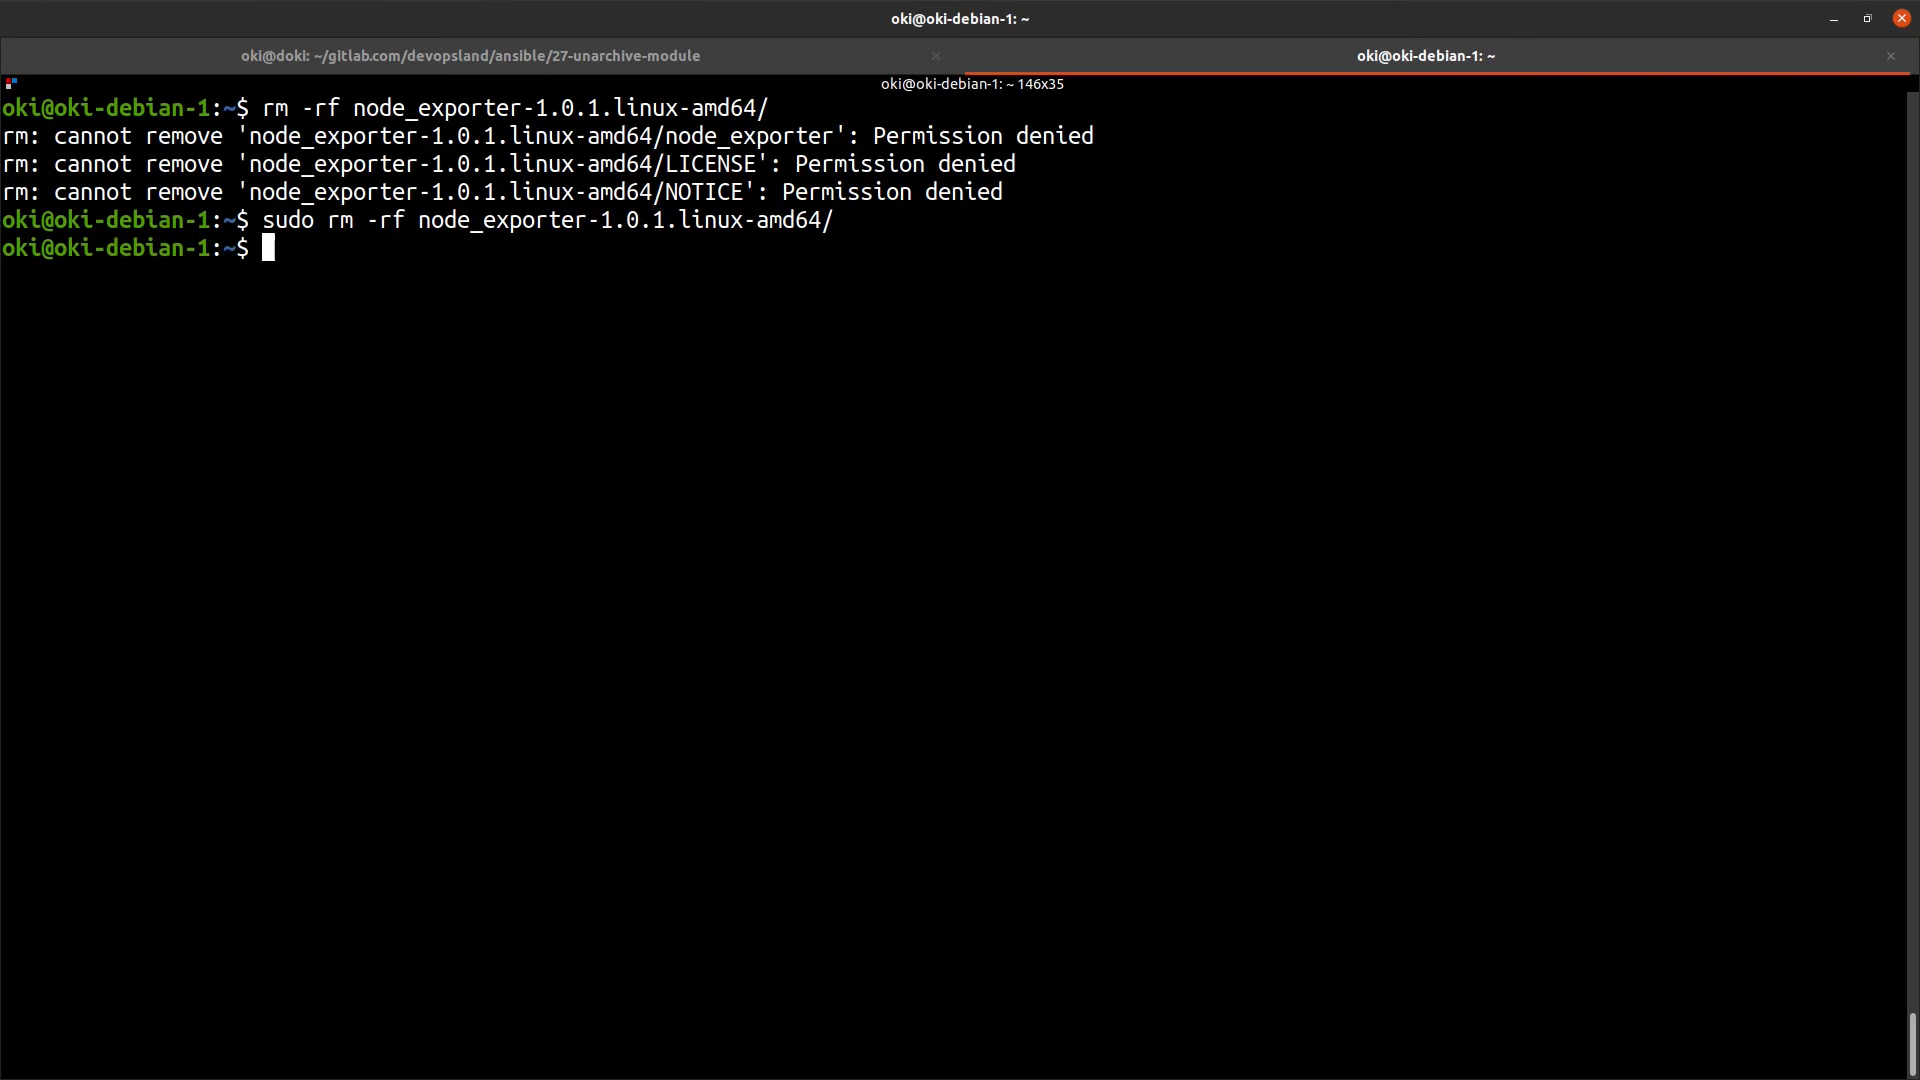 oki@oki-debian-1: ~
oki@doki: ~/gitlab.com/devopsland/ansible/27-unarchive-module
oki@oki-debian-1: ~
oki@oki-debian-1: ~ 146x35
oki@oki-debian-1:~$ rm -rf node_exporter-1.0.1.linux-amd64/
rm: cannot remove 'node_exporter-1.0.1.linux-amd64/node_exporter': Permission denied
rm: cannot remove 'node_exporter-1.0.1.linux-amd64/LICENSE': Permission denied
rm: cannot remove 'node_exporter-1.0.1.linux-amd64/NOTICE': Permission denied
oki@oki-debian-1:~$ sudo rm -rf node_exporter-1.0.1.linux-amd64/
oki@oki-debian-1:~$